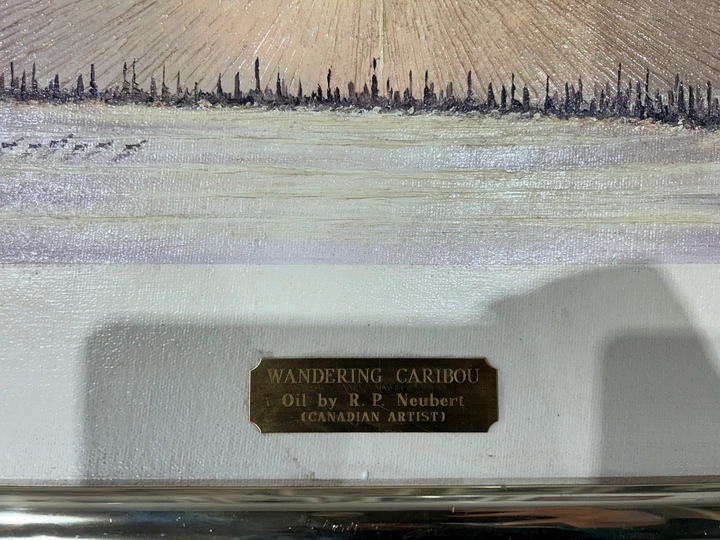 WANDERING CARIBOU
Oil by R. P. Neubert
(CANADIAN ARTIST)